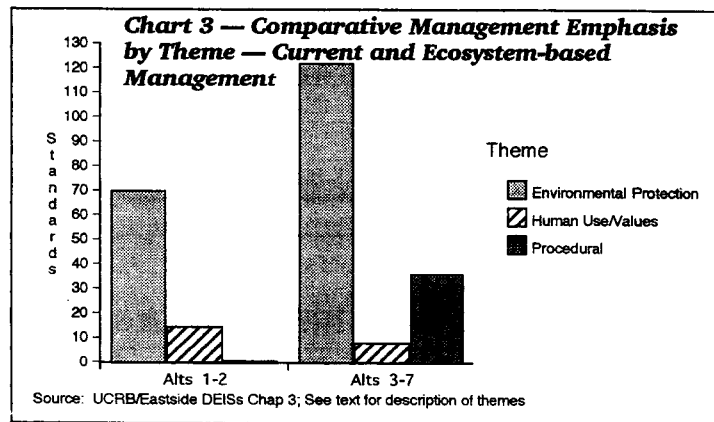 Chart 3 — Comparative Management Emphasis
by Theme — Current and Ecosystem-based
Management
130
120
110
100
90
80
70
60
50
40
30
20
10
0
Standards
Alts 1-2
Alts 3-7
Theme
Environmental Protection
Human Use/Values
Procedural
Source: UCRB/Eastside DEISs Chap 3; See text for description of themes